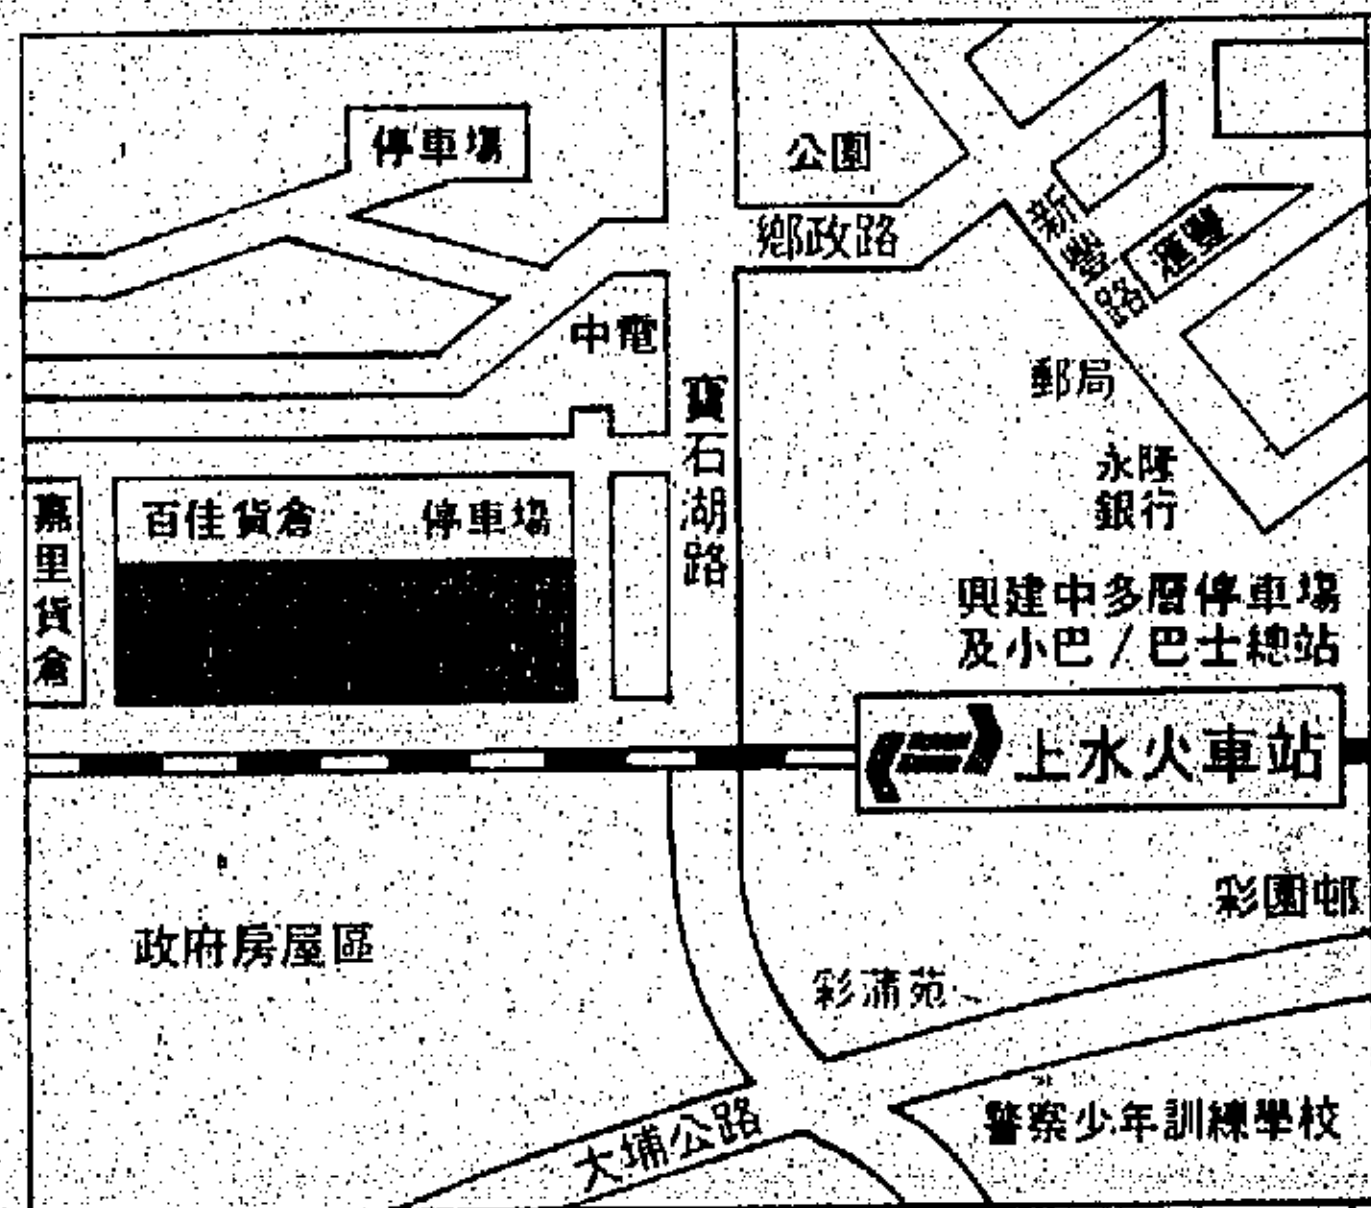 停車場
公園
鄉政路
新豐路
滙豐
中電
郵局
寶石湖路
永隆
銀行
嘉里貨倉
百佳貨倉
停車場
興建中多層停車場
及小巴/巴士總站
上水火車站
彩園邨
政府房屋區
彩蒲苑
大埔公路
警察少年訓練學校